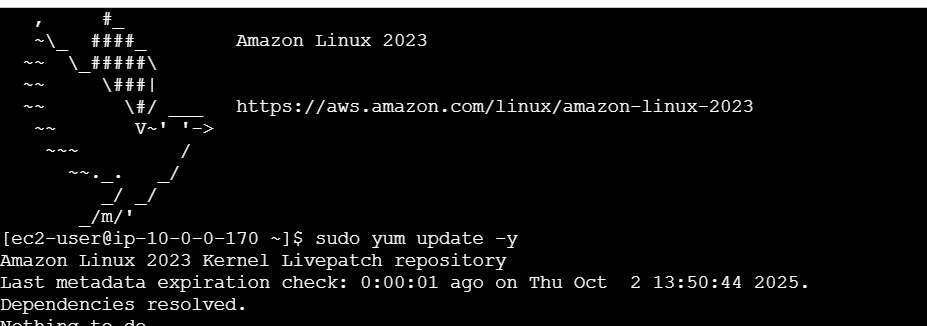 ,     #_
   ~\_  ####_        Amazon Linux 2023
  ~~  \_#####\
  ~~     \###|
  ~~       \#/ ___   https://aws.amazon.com/linux/amazon-linux-2023
   ~~       V~' '->
    ~~~         /
      ~~._.   _/
         _/ _/
       _/m/'
[ec2-user@ip-10-0-0-170 ~]$ sudo yum update -y
Amazon Linux 2023 Kernel Livepatch repository
Last metadata expiration check: 0:00:01 ago on Thu Oct  2 13:50:44 2025.
Dependencies resolved.
Nothing to do